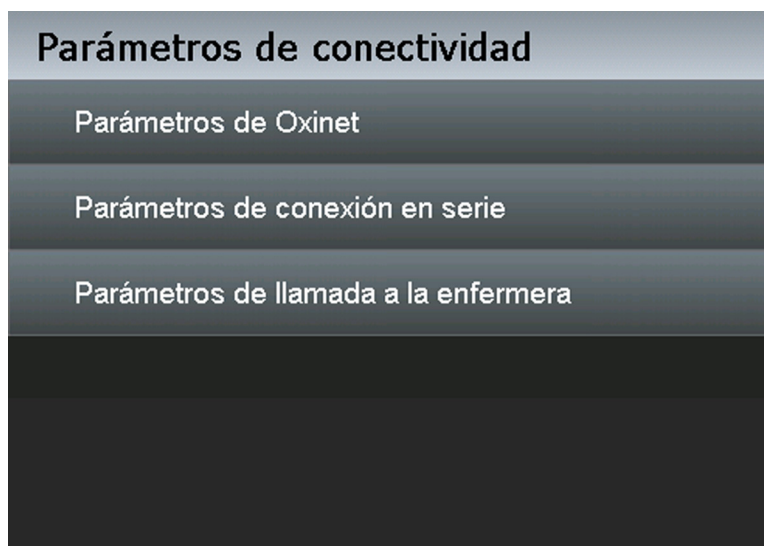 Parámetros de conectividad
Parámetros de Oxinet
Parámetros de conexión en serie
Parámetros de llamada a la enfermera